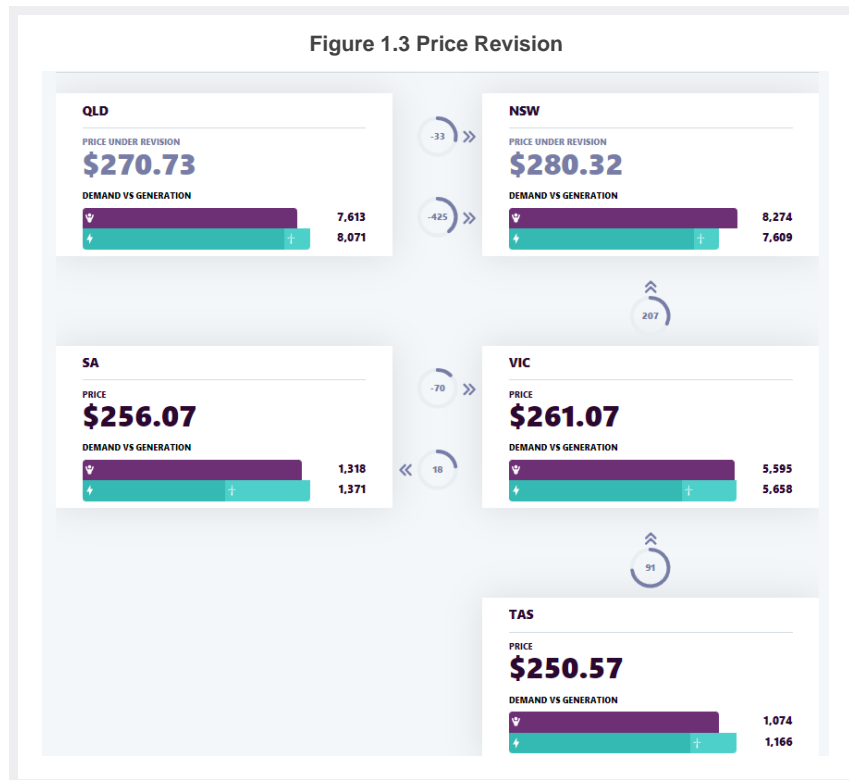 Figure 1.3 Price Revision
QLD
PRICE UNDER REVISION
$270.73
DEMAND VS GENERATION
7,613
8,071
-33
-425
NSW
PRICE UNDER REVISION
$280.32
DEMAND VS GENERATION
8,274
7,609
207
SA
PRICE
$256.07
DEMAND VS GENERATION
1,318
1,371
-70
18
VIC
PRICE
$261.07
DEMAND VS GENERATION
5,595
5,658
91
TAS
PRICE
$250.57
DEMAND VS GENERATION
1,074
1,166